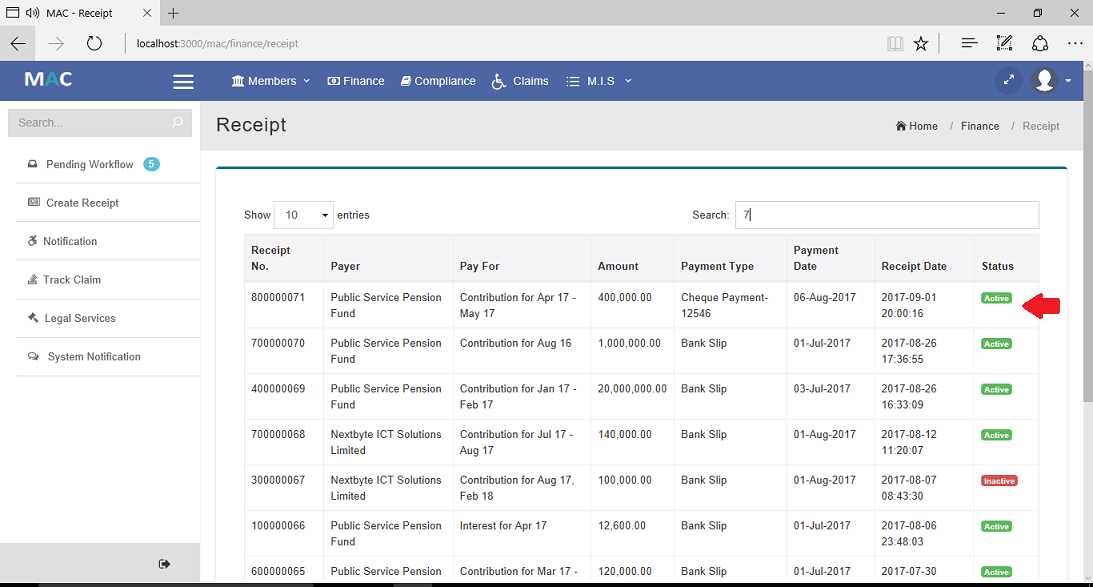 MAC - Receipt
localhost:3000/mac/finance/receipt
MAC
Members
Finance
Compliance
Claims
M.I.S
Search...
Receipt
Home / Finance / Receipt
Pending Workflow 5
Create Receipt
Notification
Track Claim
Legal Services
System Notification
Show 10 entries
Search: 7
Receipt No. Payer Pay For Amount Payment Type Payment Date Receipt Date Status
800000071 Public Service Pension Fund Contribution for Apr 17 - May 17 400,000.00 Cheque Payment-12546 06-Aug-2017 2017-09-01 20:00:16 Active
700000070 Public Service Pension Fund Contribution for Aug 16 1,000,000.00 Bank Slip 01-Jul-2017 2017-08-26 17:36:55 Active
400000069 Public Service Pension Fund Contribution for Jan 17 - Feb 17 20,000,000.00 Bank Slip 03-Jul-2017 2017-08-26 16:33:09 Active
700000068 Nextbyte ICT Solutions Limited Contribution for Jul 17 - Aug 17 140,000.00 Bank Slip 01-Aug-2017 2017-08-12 11:20:07 Active
300000067 Nextbyte ICT Solutions Limited Contribution for Aug 17, Feb 18 100,000.00 Bank Slip 01-Aug-2017 2017-08-07 08:43:30 Inactive
100000066 Public Service Pension Fund Interest for Apr 17 12,600.00 Bank Slip 01-Jul-2017 2017-08-06 23:48:03 Active
600000065 Public Service Pension Contribution for Mar 17 - 120,000.00 Bank Slip 01-Jul-2017 2017-07-30 Active